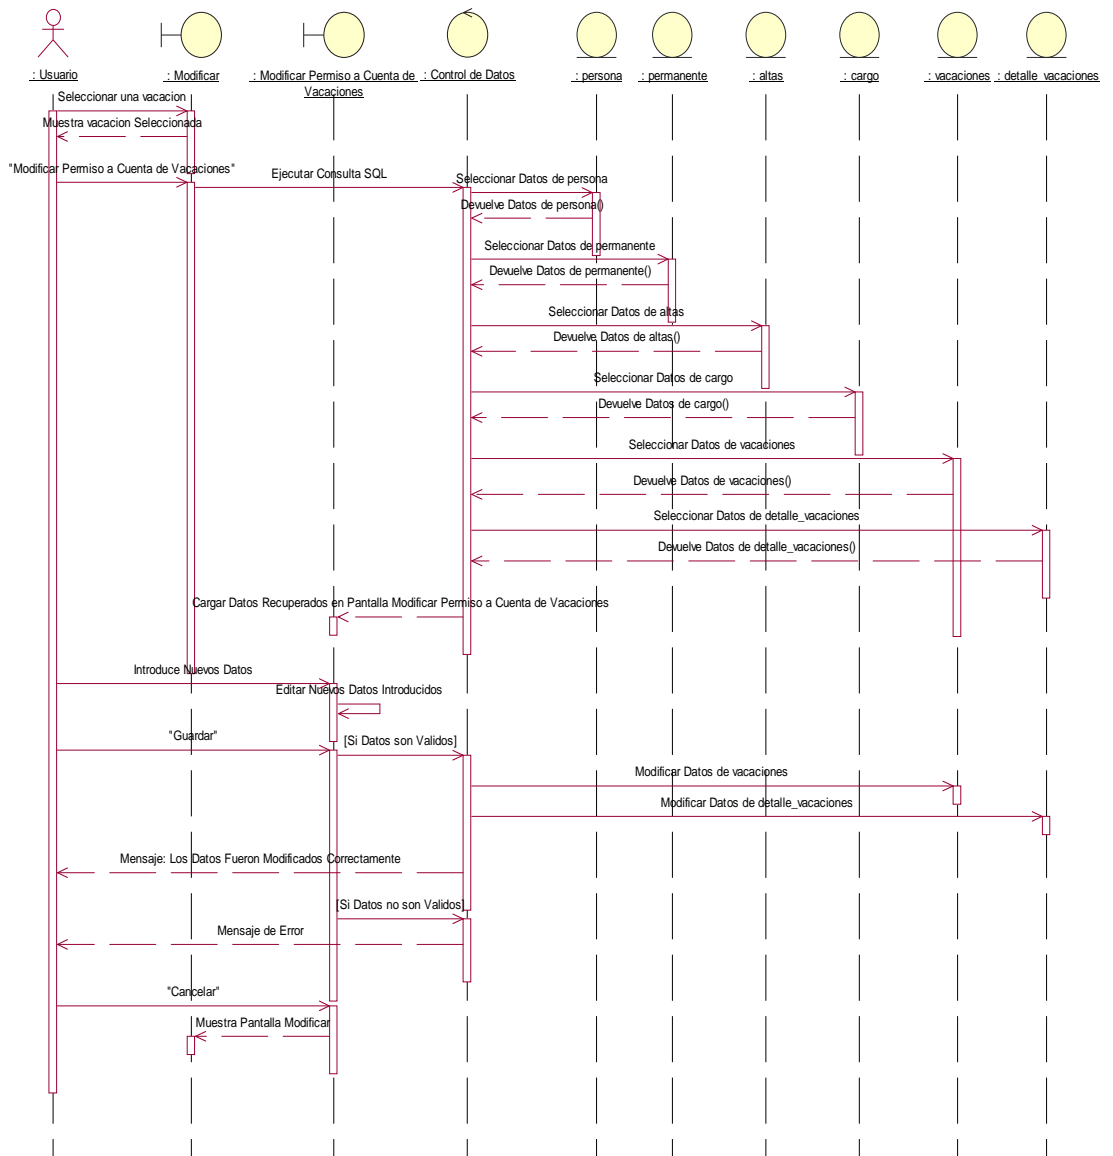 : Usuario
: Modificar
: Modificar Permiso a Cuenta de
Vacaciones
: Control de Datos
: persona
: permanente
: altas
: cargo
: vacaciones
: detalle_vacaciones
Seleccionar una vacacion
Muestra vacacion Seleccionada
"Modificar Permiso a Cuenta de Vacaciones"
Ejecutar Consulta SQL
Seleccionar Datos de persona
Devuelve Datos de persona()
Seleccionar Datos de permanente
Devuelve Datos de permanente()
Seleccionar Datos de altas
Devuelve Datos de altas()
Seleccionar Datos de cargo
Devuelve Datos de cargo()
Seleccionar Datos de vacaciones
Devuelve Datos de vacaciones()
Seleccionar Datos de detalle_vacaciones
Devuelve Datos de detalle_vacaciones()
Cargar Datos Recuperados en Pantalla Modificar Permiso a Cuenta de Vacaciones
Introduce Nuevos Datos
Editar Nuevos Datos Introducidos
"Guardar"
[Si Datos son Validos]
Modificar Datos de vacaciones
Modificar Datos de detalle_vacaciones
Mensaje: Los Datos Fueron Modificados Correctamente
[Si Datos no son Validos]
Mensaje de Error
"Cancelar"
Muestra Pantalla Modificar